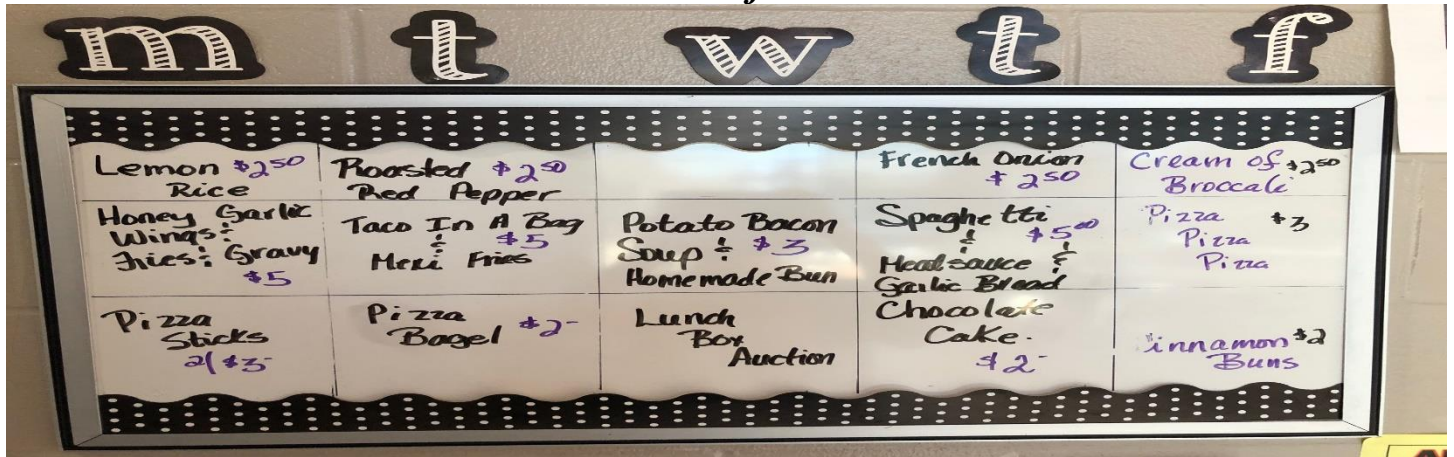 m t w t f
Lemon $2.50
Rice
Roasted $2.50
Red Pepper
French Onion
$2.50
Cream of $2.50
Broccali
Honey Garlic
Wings &
Fries & Gravy
$5
Taco In A Bag
& $5
Mexi Fries
Potato Bacon
Soup & $3
Homemade Bun
Spaghetti
& $5.00
Meatsauce &
Garlic Bread
Pizza $3
Pizza
Pizza
Pizza
Sticks
2/$3-
Pizza
Bagel $2-
Lunch
Box
Auction
Chocolate
Cake.
$2-
innamon $2
Buns